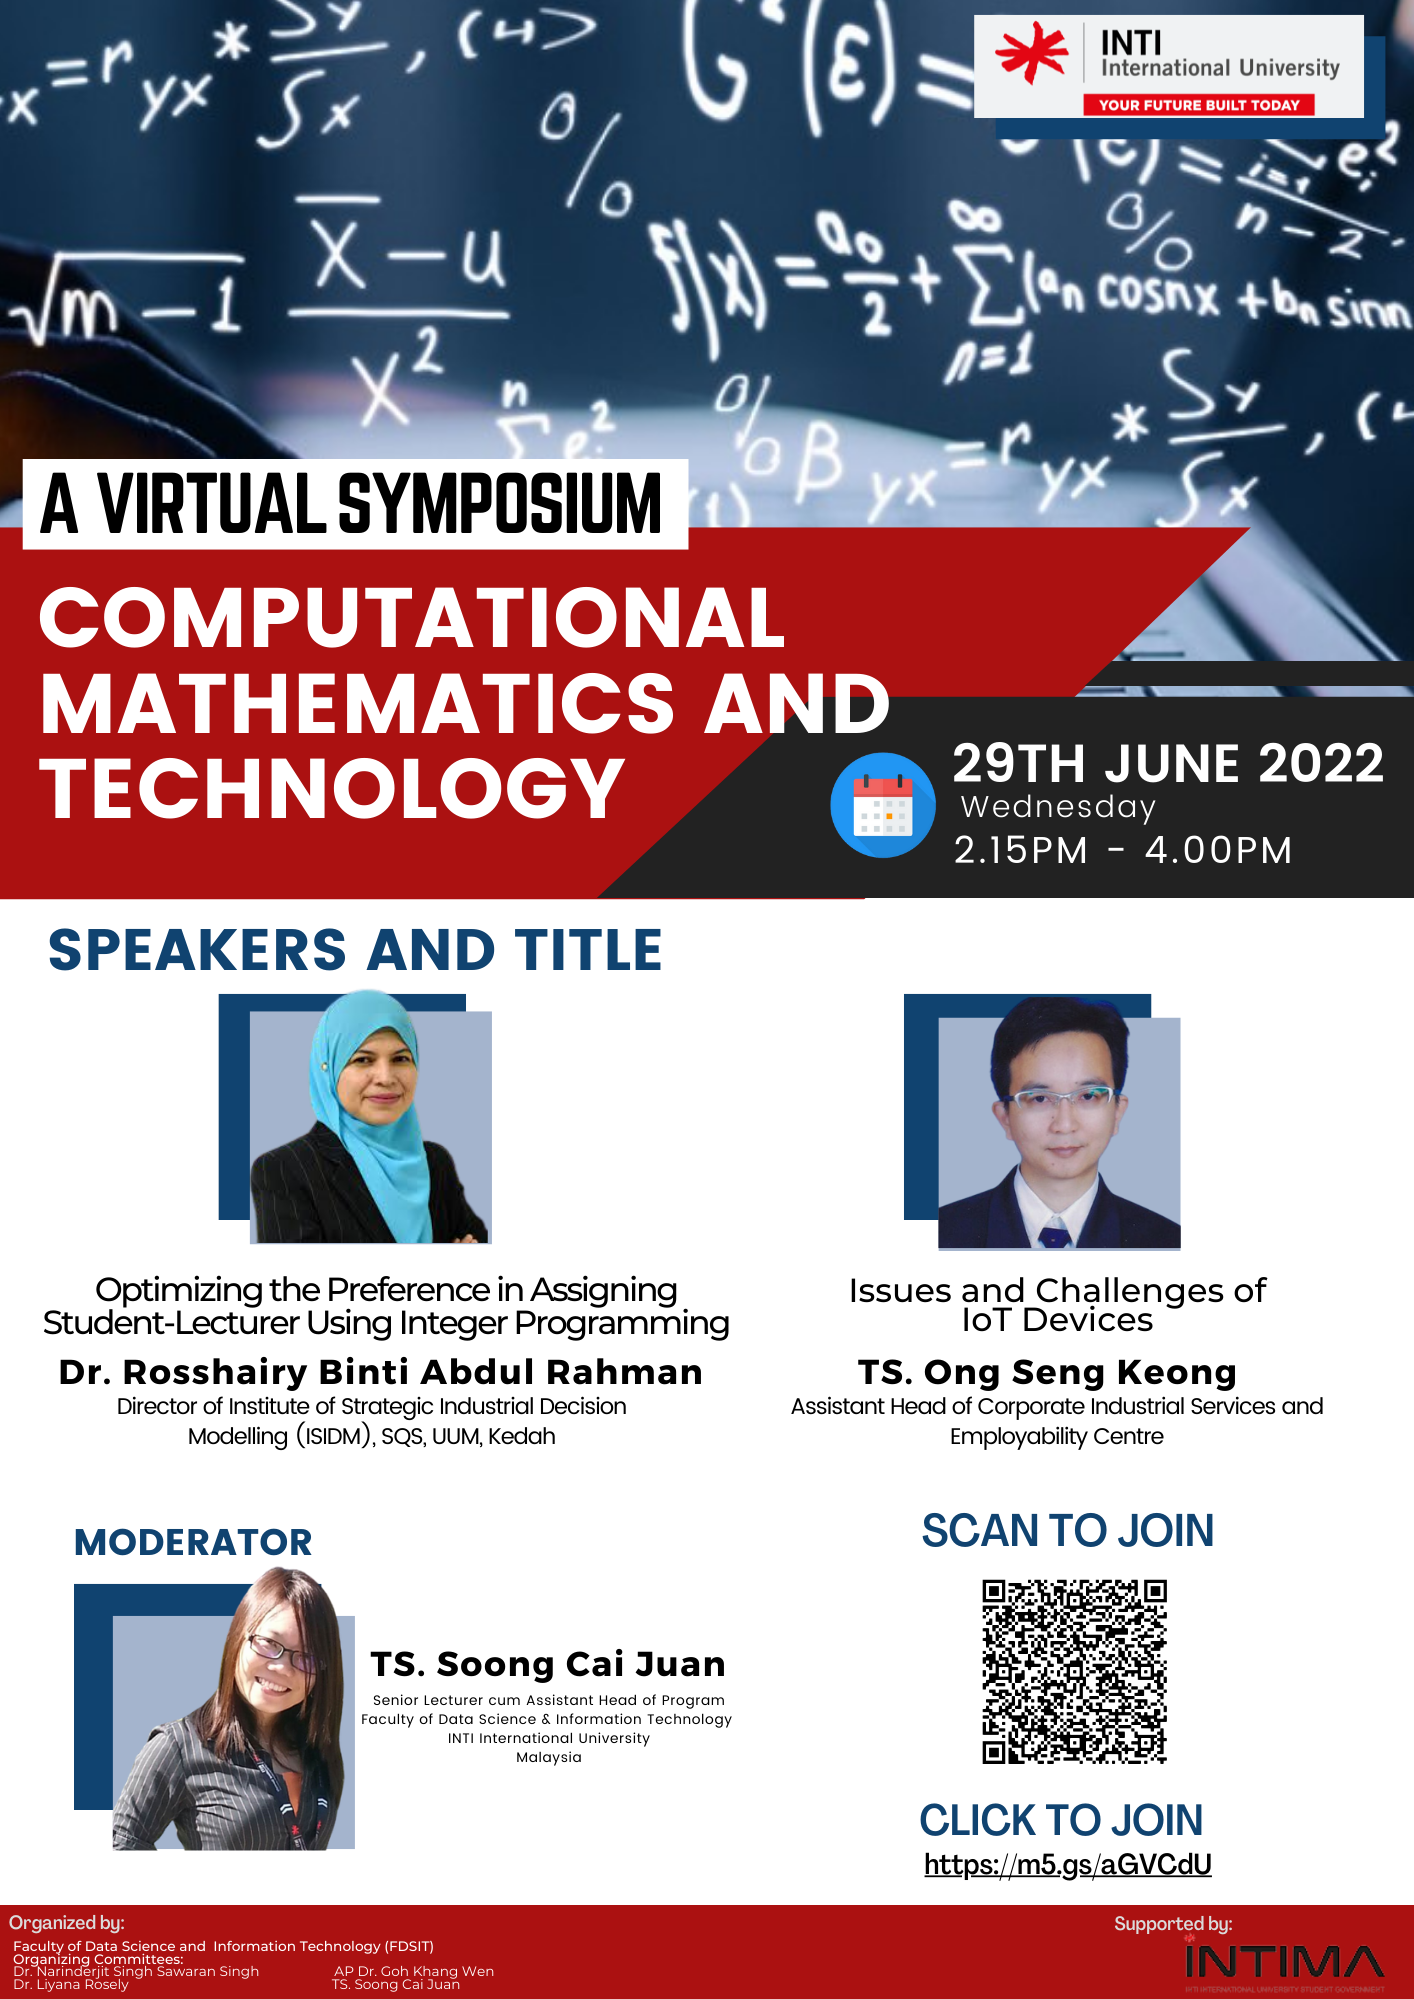 INTI
International University
YOUR FUTURE BUILT TODAY
A VIRTUAL SYMPOSIUM
COMPUTATIONAL
MATHEMATICS AND
TECHNOLOGY
29TH JUNE 2022
Wednesday
2.15PM - 4.00PM
SPEAKERS AND TITLE
Optimizing the Preference in Assigning
Student-Lecturer Using Integer Programming
Dr. Rosshairy Binti Abdul Rahman
Director of Institute of Strategic Industrial Decision
Modelling (ISIDM), SQS, UUM, Kedah
Issues and Challenges of
IoT Devices
TS. Ong Seng Keong
Assistant Head of Corporate Industrial Services and
Employability Centre
MODERATOR
TS. Soong Cai Juan
Senior Lecturer cum Assistant Head of Program
Faculty of Data Science & Information Technology
INTI International University
Malaysia
SCAN TO JOIN
CLICK TO JOIN
https://m5.gs/aGVCdU
Organized by:
Faculty of Data Science and Information Technology (FDSIT)
Organizing Committees:
Dr. Narinderjit Singh Sawaran Singh
Dr. Liyana Rosely
AP Dr. Goh Khang Wen
TS. Soong Cai Juan
Supported by:
INTIMA
INTI INTERNATIONAL UNIVERSITY STUDENT GOVERNMENT